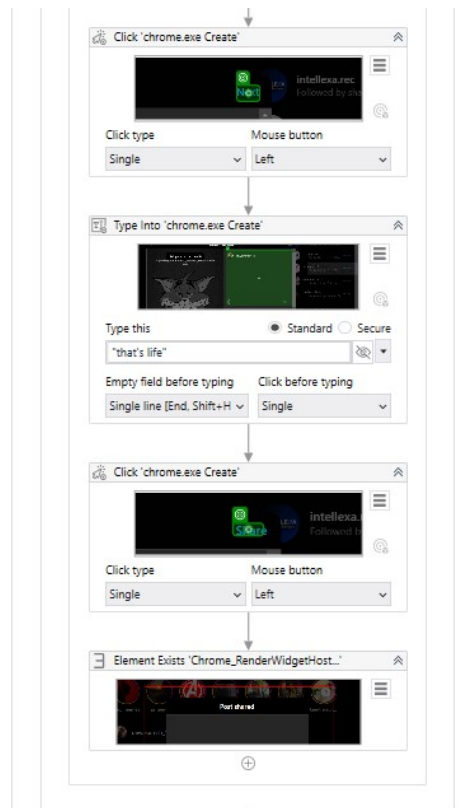 Click 'chrome.exe Create'
Next
intellexa.rec
Followed by sha
Click type
Mouse button
Single
Left
Type Into 'chrome.exe Create'
Type this
Standard
Secure
"that's life"
Empty field before typing
Click before typing
Single line [End, Shift+H
Single
Click 'chrome.exe Create'
Share
intellexa.r
Followed b
Click type
Mouse button
Single
Left
Element Exists 'Chrome_RenderWidgetHost...'
Post shared